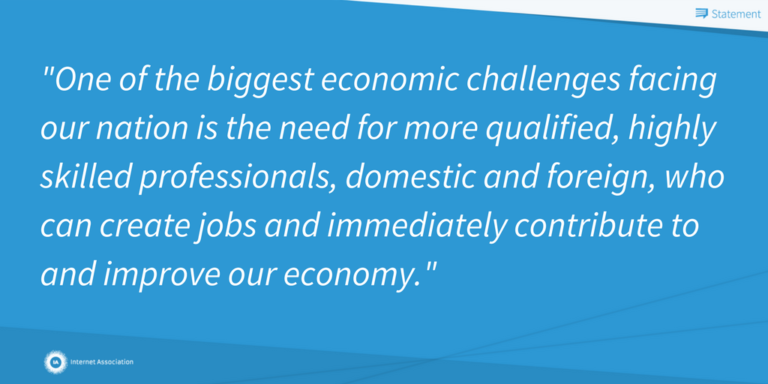 Statement
"One of the biggest economic challenges facing
our nation is the need for more qualified, highly
skilled professionals, domestic and foreign, who
can create jobs and immediately contribute to
and improve our economy."
IA Internet Association